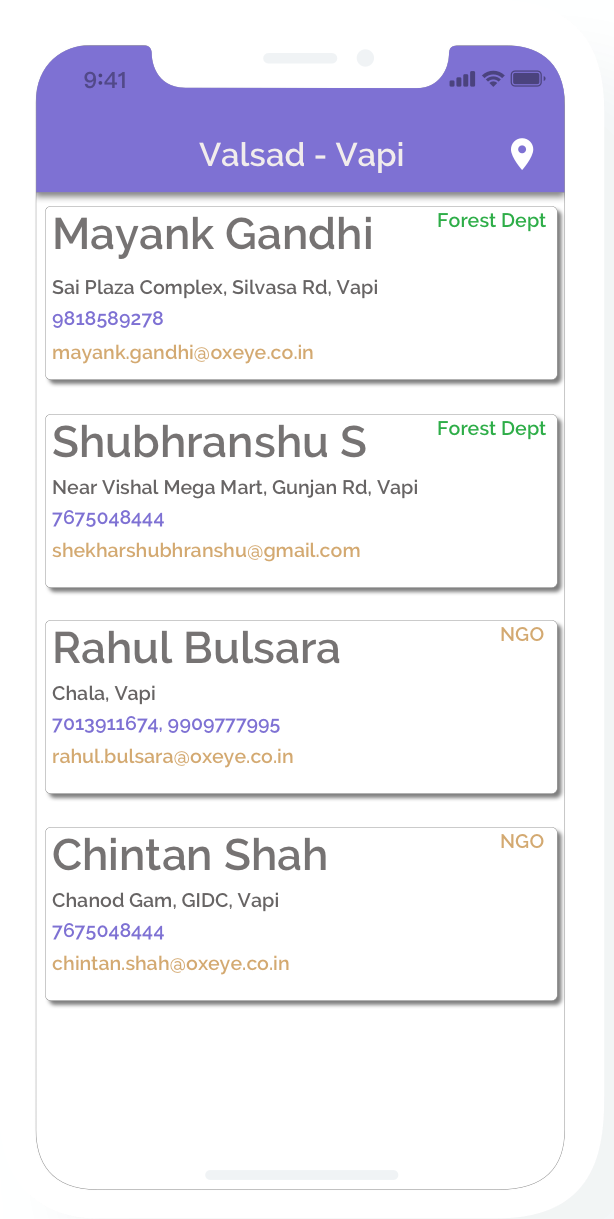 9:41
Valsad - Vapi
Mayank Gandhi
Forest Dept
Sai Plaza Complex, Silvasa Rd, Vapi
9818589278
mayank.gandhi@oxeye.co.in
Shubhranshu S
Forest Dept
Near Vishal Mega Mart, Gunjan Rd, Vapi
7675048444
shekharshubhranshu@gmail.com
Rahul Bulsara
NGO
Chala, Vapi
7013911674, 9909777995
rahul.bulsara@oxeye.co.in
Chintan Shah
NGO
Chanod Gam, GIDC, Vapi
7675048444
chintan.shah@oxeye.co.in